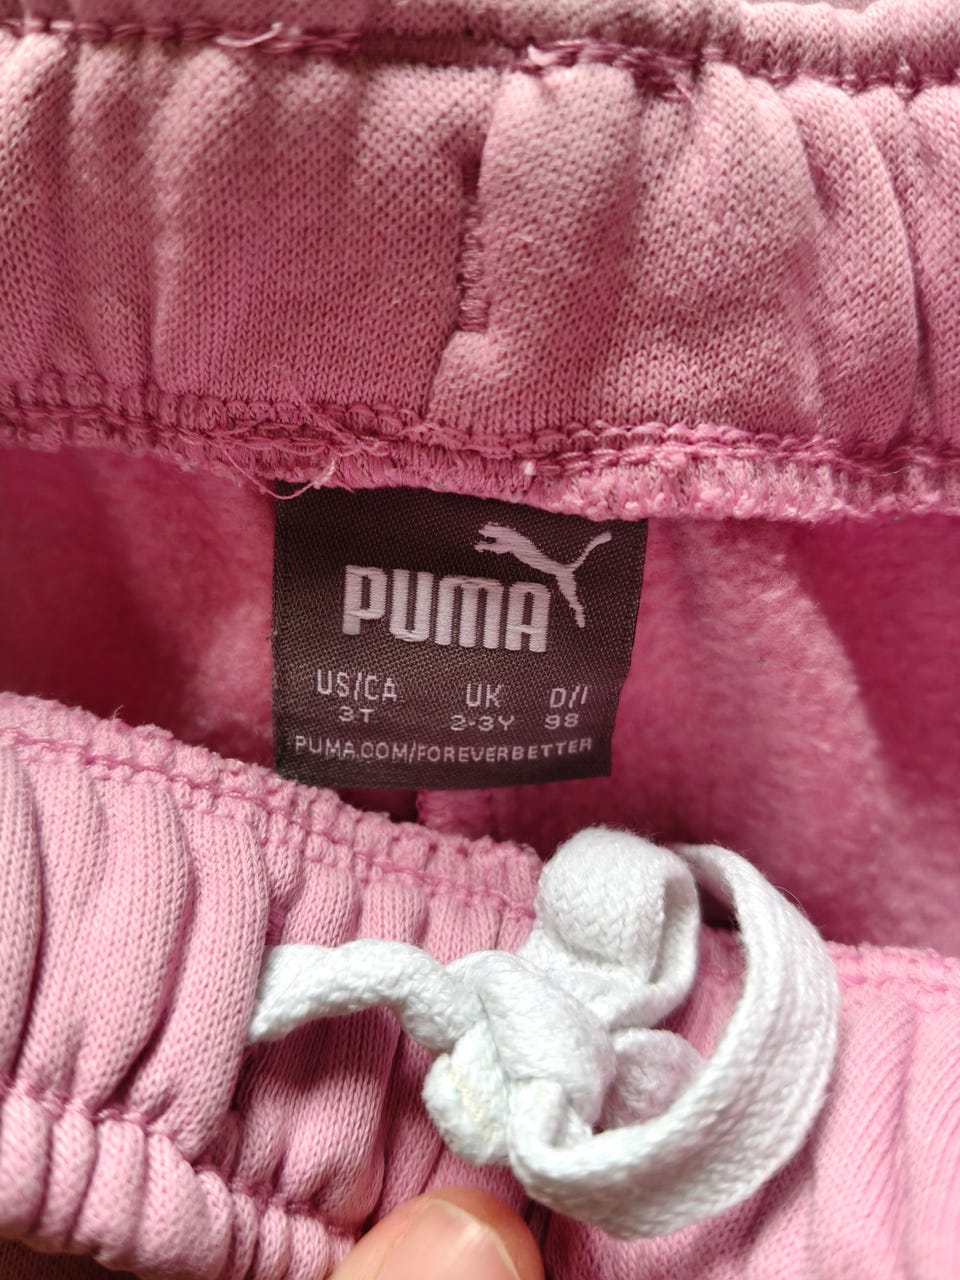 PUMA
US/CA UK D/I
3T 2-3Y 98
PUMA.COM/FOREVERBETTER